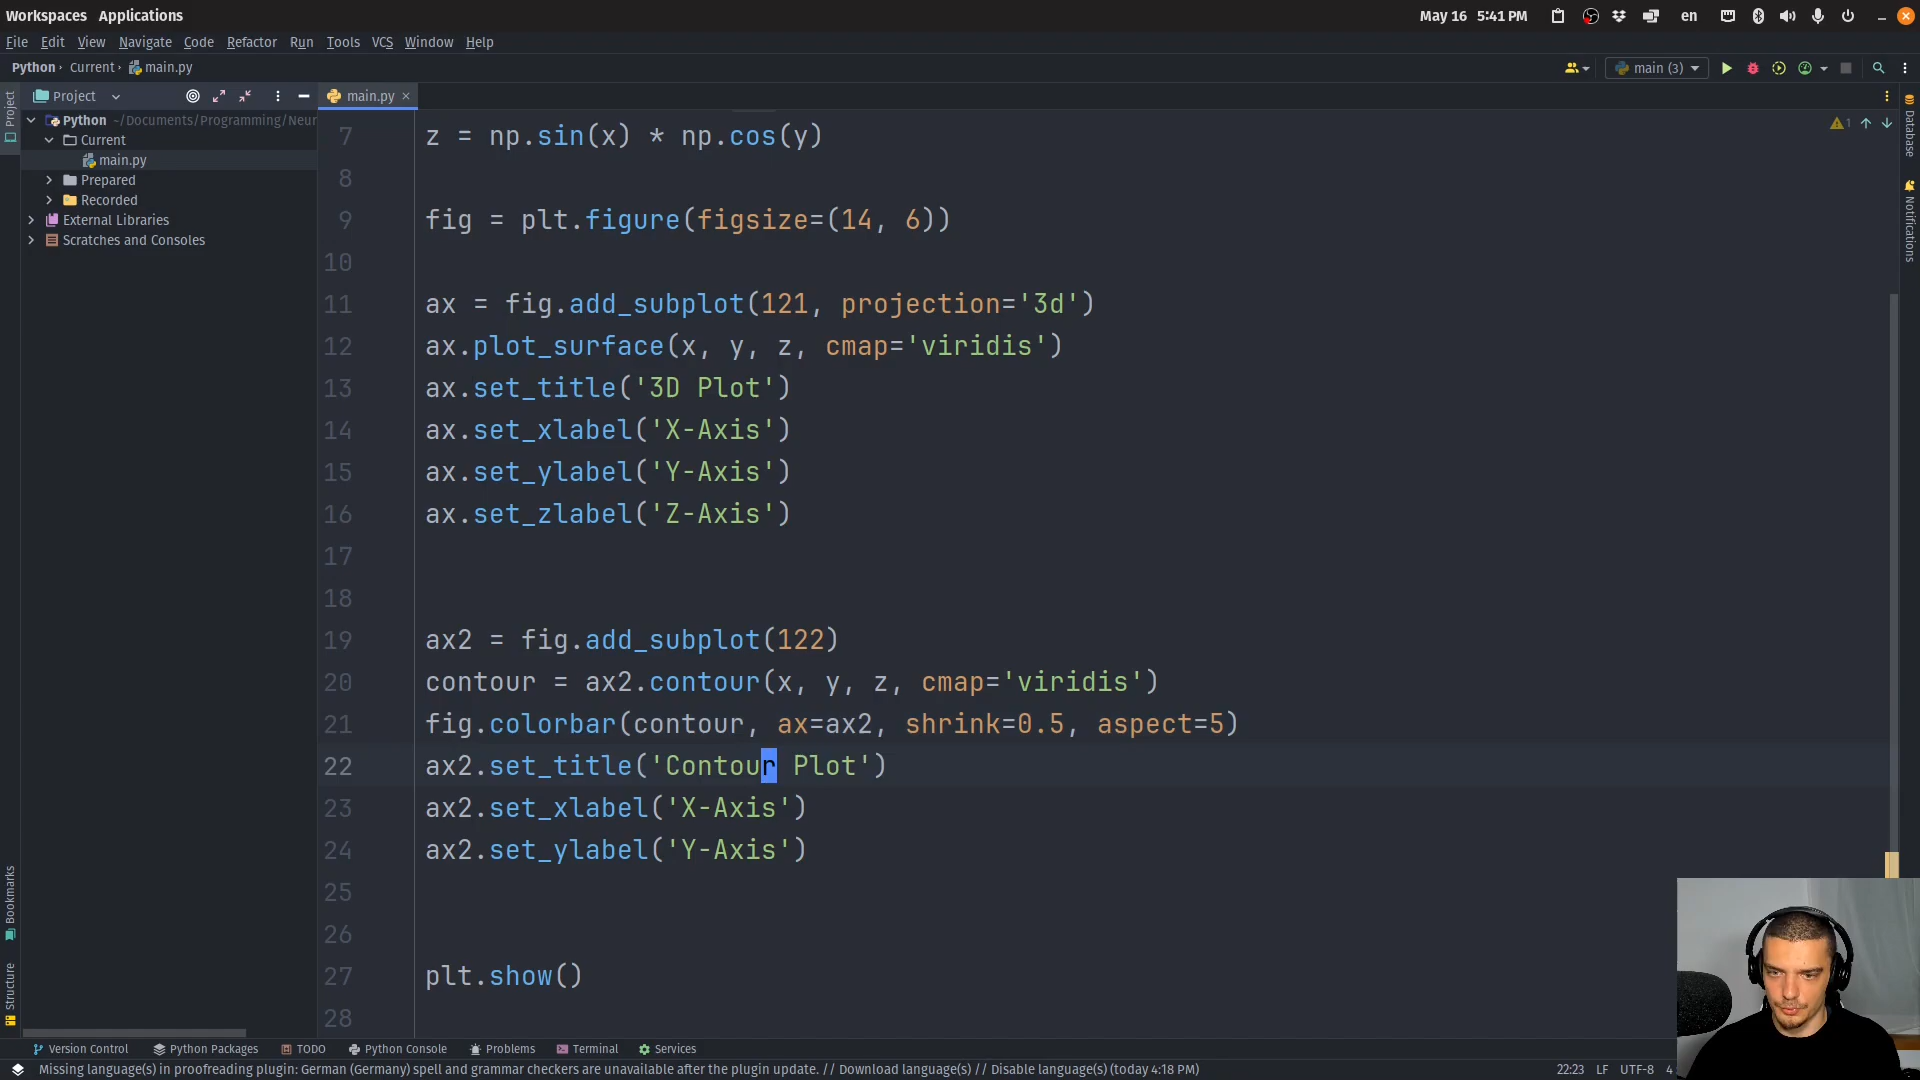 Workspaces Applications
May 16 5:41 PM
en
File Edit View Navigate Code Refactor Run Tools VCS Window Help
Python › Current › main.py
main (3)
Project
main.py
Project
Python ~/Documents/Programming/Neur
Current
main.py
Prepared
Recorded
External Libraries
Scratches and Consoles
1
Database
Notifications
7 z = np.sin(x) * np.cos(y)
8
9 fig = plt.figure(figsize=(14, 6))
10
11 ax = fig.add_subplot(121, projection='3d')
12 ax.plot_surface(x, y, z, cmap='viridis')
13 ax.set_title('3D Plot')
14 ax.set_xlabel('X-Axis')
15 ax.set_ylabel('Y-Axis')
16 ax.set_zlabel('Z-Axis')
17
18
19 ax2 = fig.add_subplot(122)
20 contour = ax2.contour(x, y, z, cmap='viridis')
21 fig.colorbar(contour, ax=ax2, shrink=0.5, aspect=5)
22 ax2.set_title('Contour Plot')
23 ax2.set_xlabel('X-Axis')
24 ax2.set_ylabel('Y-Axis')
25
26
27 plt.show()
28
Bookmarks
Structure
Version Control Python Packages TODO Python Console Problems Terminal Services
Missing language(s) in proofreading plugin: German (Germany) spell and grammar checkers are unavailable after the plugin update. // Download language(s) // Disable language(s) (today 4:18 PM)
22:23 LF UTF-8 4